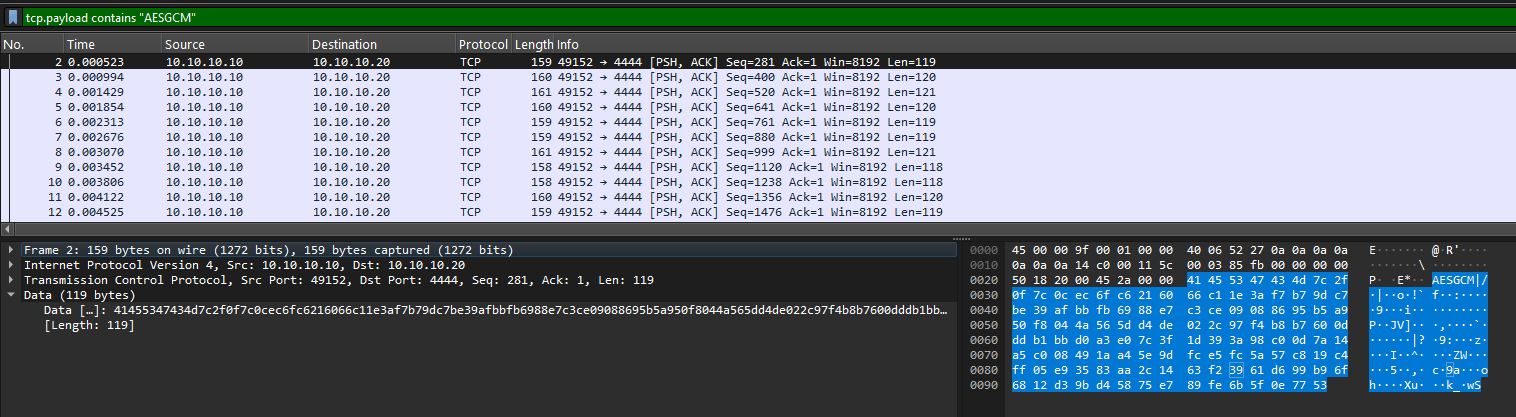 tcp.payload contains "AESGCM"
No. Time Source Destination Protocol Length Info
2 0.000523 10.10.10.10 10.10.10.20 TCP 159 49152 → 4444 [PSH, ACK] Seq=281 Ack=1 Win=8192 Len=119
3 0.000994 10.10.10.10 10.10.10.20 TCP 160 49152 → 4444 [PSH, ACK] Seq=400 Ack=1 Win=8192 Len=120
4 0.001429 10.10.10.10 10.10.10.20 TCP 161 49152 → 4444 [PSH, ACK] Seq=520 Ack=1 Win=8192 Len=121
5 0.001854 10.10.10.10 10.10.10.20 TCP 160 49152 → 4444 [PSH, ACK] Seq=641 Ack=1 Win=8192 Len=120
6 0.002313 10.10.10.10 10.10.10.20 TCP 159 49152 → 4444 [PSH, ACK] Seq=761 Ack=1 Win=8192 Len=119
7 0.002676 10.10.10.10 10.10.10.20 TCP 159 49152 → 4444 [PSH, ACK] Seq=880 Ack=1 Win=8192 Len=119
8 0.003070 10.10.10.10 10.10.10.20 TCP 161 49152 → 4444 [PSH, ACK] Seq=999 Ack=1 Win=8192 Len=121
9 0.003452 10.10.10.10 10.10.10.20 TCP 158 49152 → 4444 [PSH, ACK] Seq=1120 Ack=1 Win=8192 Len=118
10 0.003806 10.10.10.10 10.10.10.20 TCP 158 49152 → 4444 [PSH, ACK] Seq=1238 Ack=1 Win=8192 Len=118
11 0.004122 10.10.10.10 10.10.10.20 TCP 160 49152 → 4444 [PSH, ACK] Seq=1356 Ack=1 Win=8192 Len=120
12 0.004525 10.10.10.10 10.10.10.20 TCP 159 49152 → 4444 [PSH, ACK] Seq=1476 Ack=1 Win=8192 Len=119
Frame 2: 159 bytes on wire (1272 bits), 159 bytes captured (1272 bits)
Internet Protocol Version 4, Src: 10.10.10.10, Dst: 10.10.10.20
Transmission Control Protocol, Src Port: 49152, Dst Port: 4444, Seq: 281, Ack: 1, Len: 119
Data (119 bytes)
Data […]: 41455347434d7c2f0f7c0cec6fc6216066c11e3af7b79dc7be39afbbfb6988e7c3ce09088695b5a950f8044a565dd4de022c97f4b8b7600dddb1bb…
[Length: 119]
0000 45 00 00 9f 00 01 00 00 40 06 52 27 0a 0a 0a 0a E·······@·R'····
0010 0a 0a 0a 14 c0 00 11 5c 00 03 85 fb 00 00 00 00 ·······\········
0020 50 18 20 00 45 2a 00 00 41 45 53 47 43 4d 7c 2f P· ·E*··AESGCM|/
0030 0f 7c 0c ec 6f c6 21 60 66 c1 1e 3a f7 b7 9d c7 ·|··o·!`f··:····
0040 be 39 af bb fb 69 88 e7 c3 ce 09 08 86 95 b5 a9 ·9···i··········
0050 50 f8 04 4a 56 5d d4 de 02 2c 97 f4 b8 b7 60 0d P··JV]···,····`·
0060 dd b1 bb d0 a3 e0 7c 3f 1d 39 3a 98 c0 0d 7a 14 ······|?·9:···z·
0070 a5 c0 08 49 1a a4 5e 9d fc e5 fc 5a 57 c8 19 c4 ···I··^····ZW···
0080 ff 05 e9 35 83 aa 2c 14 63 f2 39 61 d6 99 b9 6f ···5··,·c·9a···o
0090 68 12 d3 9b d4 58 75 e7 89 fe 6b 5f 0e 77 53 h····Xu···k_·wS